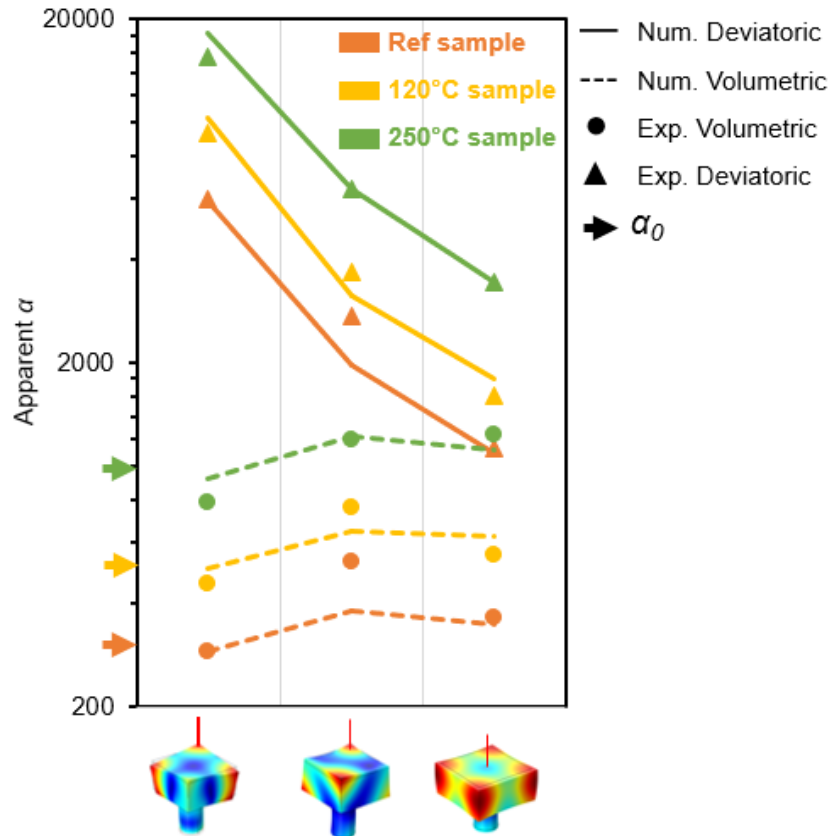 20000
2000
200
Apparent α
Ref sample
120°C sample
250°C sample
Num. Deviatoric
Num. Volumetric
Exp. Volumetric
Exp. Deviatoric
α₀